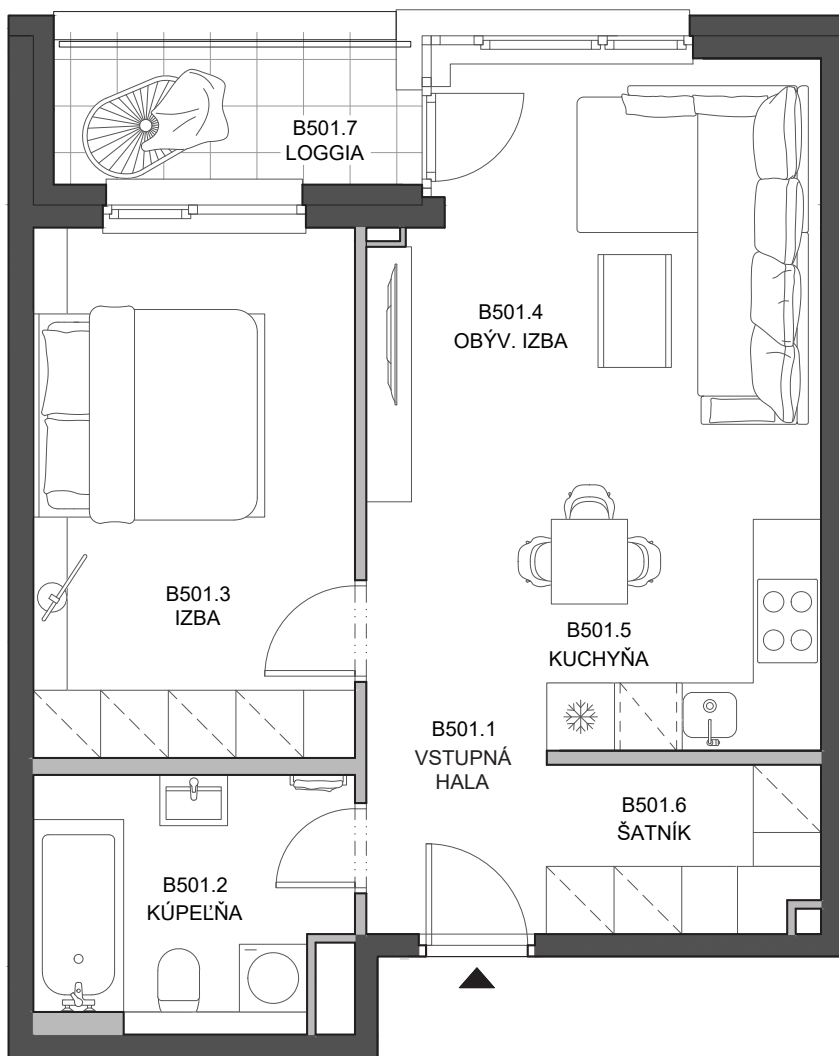 B501.7
LOGGIA
B501.4
OBÝV. IZBA
B501.3
IZBA
B501.5
KUCHYŇA
B501.1
VSTUPNÁ
HALA
B501.6
ŠATNÍK
B501.2
KÚPEĽŇA